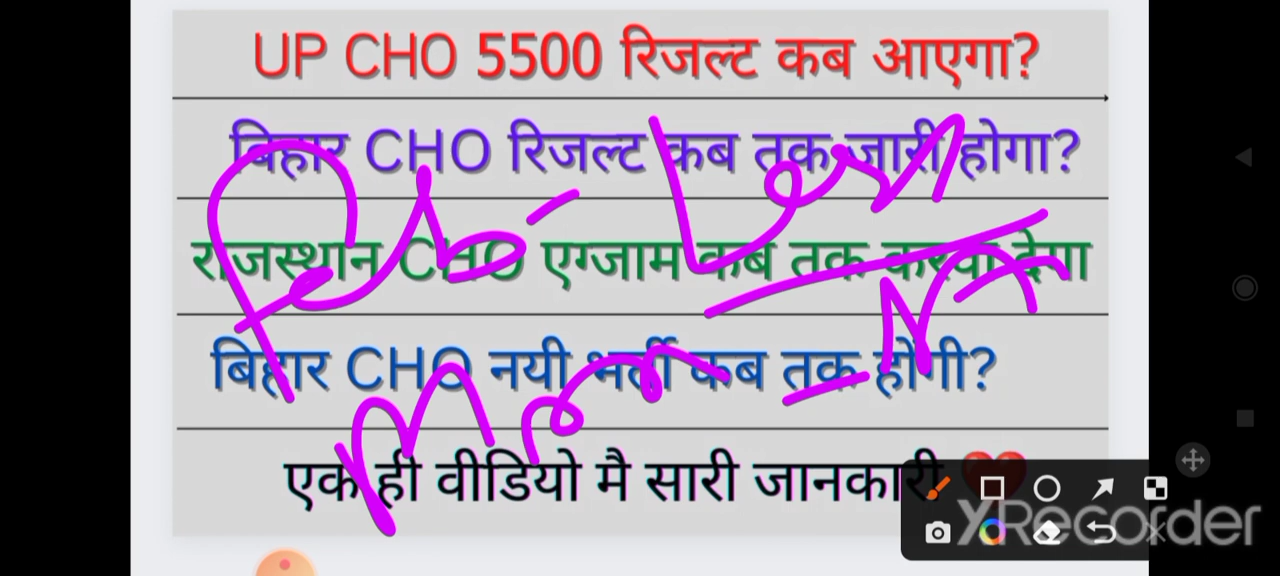 UP CHO 5500 रिजल्ट कब आएगा?
बिहार CHO रिजल्ट कब तक जारी होगा?
राजस्थान CHO एग्जाम कब तक करवा देगा
बिहार CHO नयी भर्ती कब तक होगी?
एक ही वीडियो मै सारी जानकारी
XRecorder